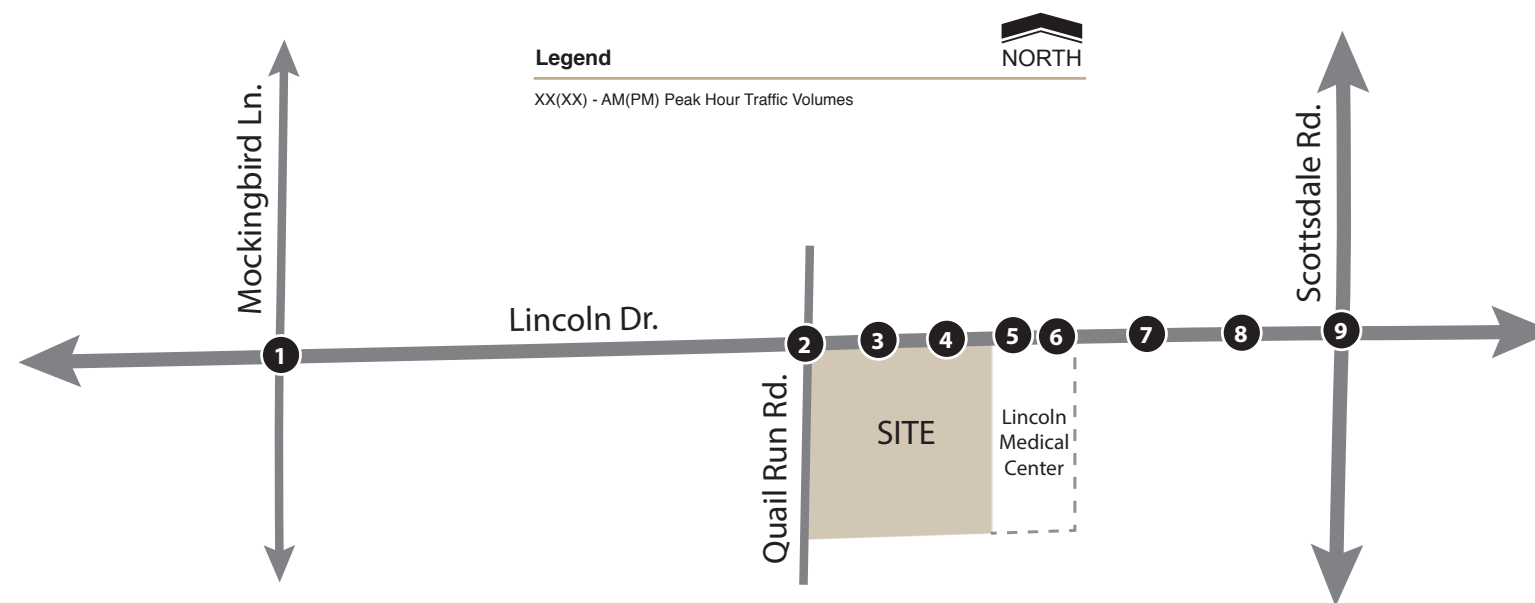 Legend
NORTH
XX(XX) - AM(PM) Peak Hour Traffic Volumes
Mockingbird Ln.
Scottsdale Rd.
Lincoln Dr.
1
2
3
4
5
6
7
8
9
Quail Run Rd.
SITE
Lincoln
Medical
Center